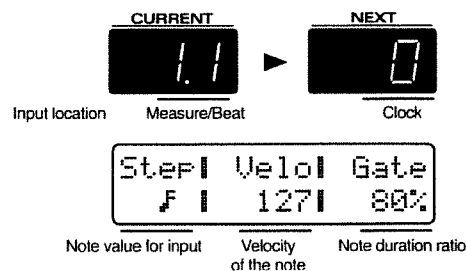 CURRENT NEXT
1.1 ► 0
Input location Measure/Beat Clock
Step Velo Gate
♪ 127 80%
Note value for input Velocity of the note Note duration ratio